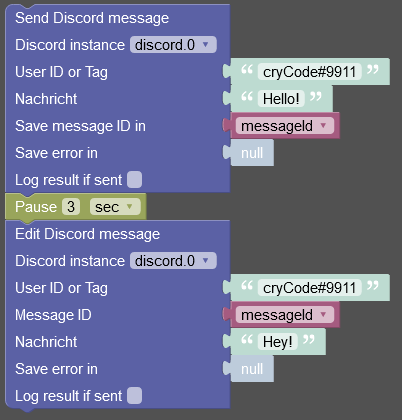 Send Discord message
Discord instance discord.0
User ID or Tag “ cryCode#9911 ”
Nachricht “ Hello! ”
Save message ID in messageId
Save error in null
Log result if sent
Pause 3 sec
Edit Discord message
Discord instance discord.0
User ID or Tag “ cryCode#9911 ”
Message ID messageId
Nachricht “ Hey! ”
Save error in null
Log result if sent